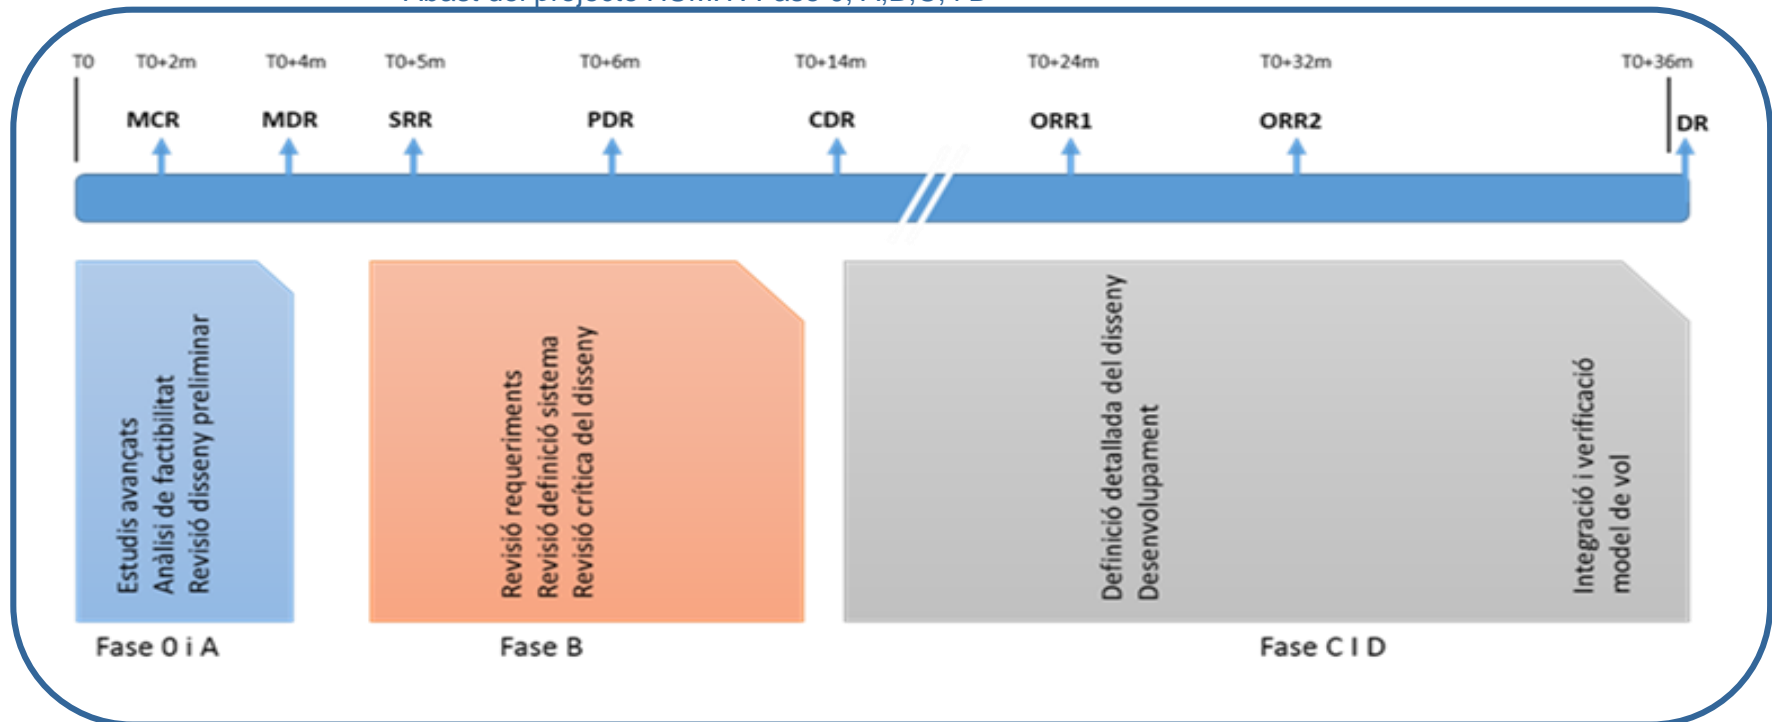 T0 T0+2m T0+4m T0+5m T0+6m T0+14m T0+24m T0+32m T0+36m
MCR MDR SRR PDR CDR ORR1 ORR2 DR
Estudis avançats
Anàlisi de factibilitat
Revisió disseny preliminar
Revisió requeriments
Revisió definició sistema
Revisió crítica del disseny
Definició detallada del disseny
Desenvolupament
Integració i verificació
model de vol
Fase 0 i A Fase B Fase C I D